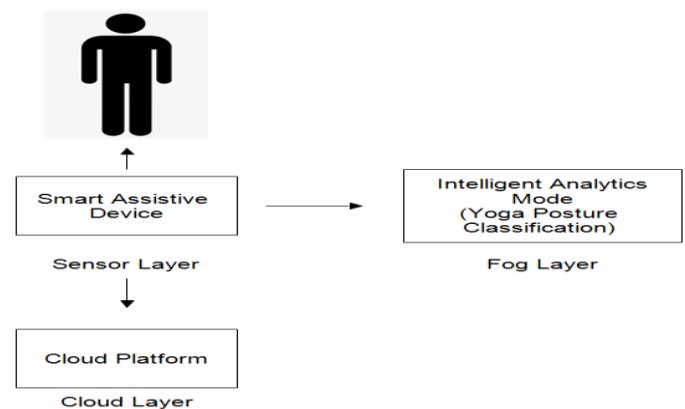 Smart Assistive
Device
Sensor Layer
Intelligent Analytics
Mode
(Yoga Posture
Classification)
Fog Layer
Cloud Platform
Cloud Layer